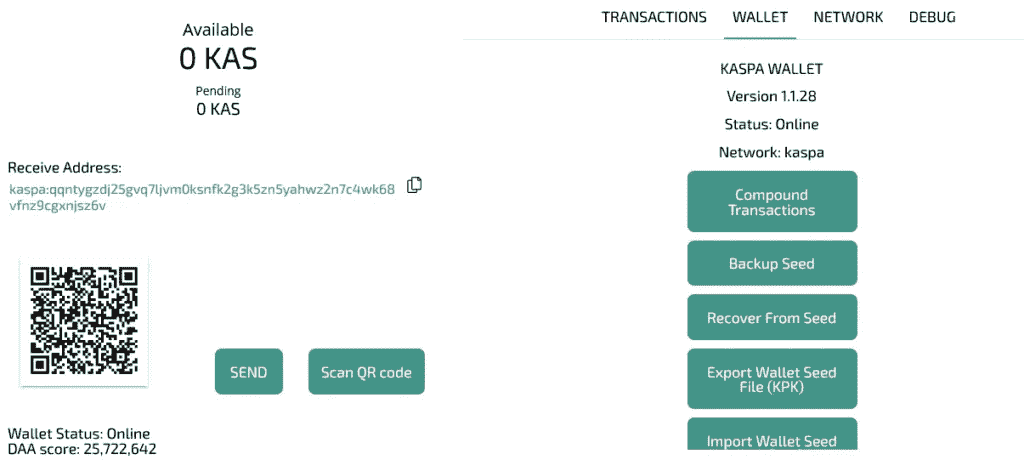 Available
0 KAS
Pending
0 KAS
Receive Address:
kaspa:qqntygzdj25gvq7ljvm0ksnfk2g3k5zn5yahwz2n7c4wk68
vfnz9cgxnjsz6v
SEND
Scan QR code
Wallet Status: Online
DAA score: 25,722,642
TRANSACTIONS WALLET NETWORK DEBUG
KASPA WALLET
Version 1.1.28
Status: Online
Network: kaspa
Compound
Transactions
Backup Seed
Recover From Seed
Export Wallet Seed
File (KPK)
Import Wallet Seed